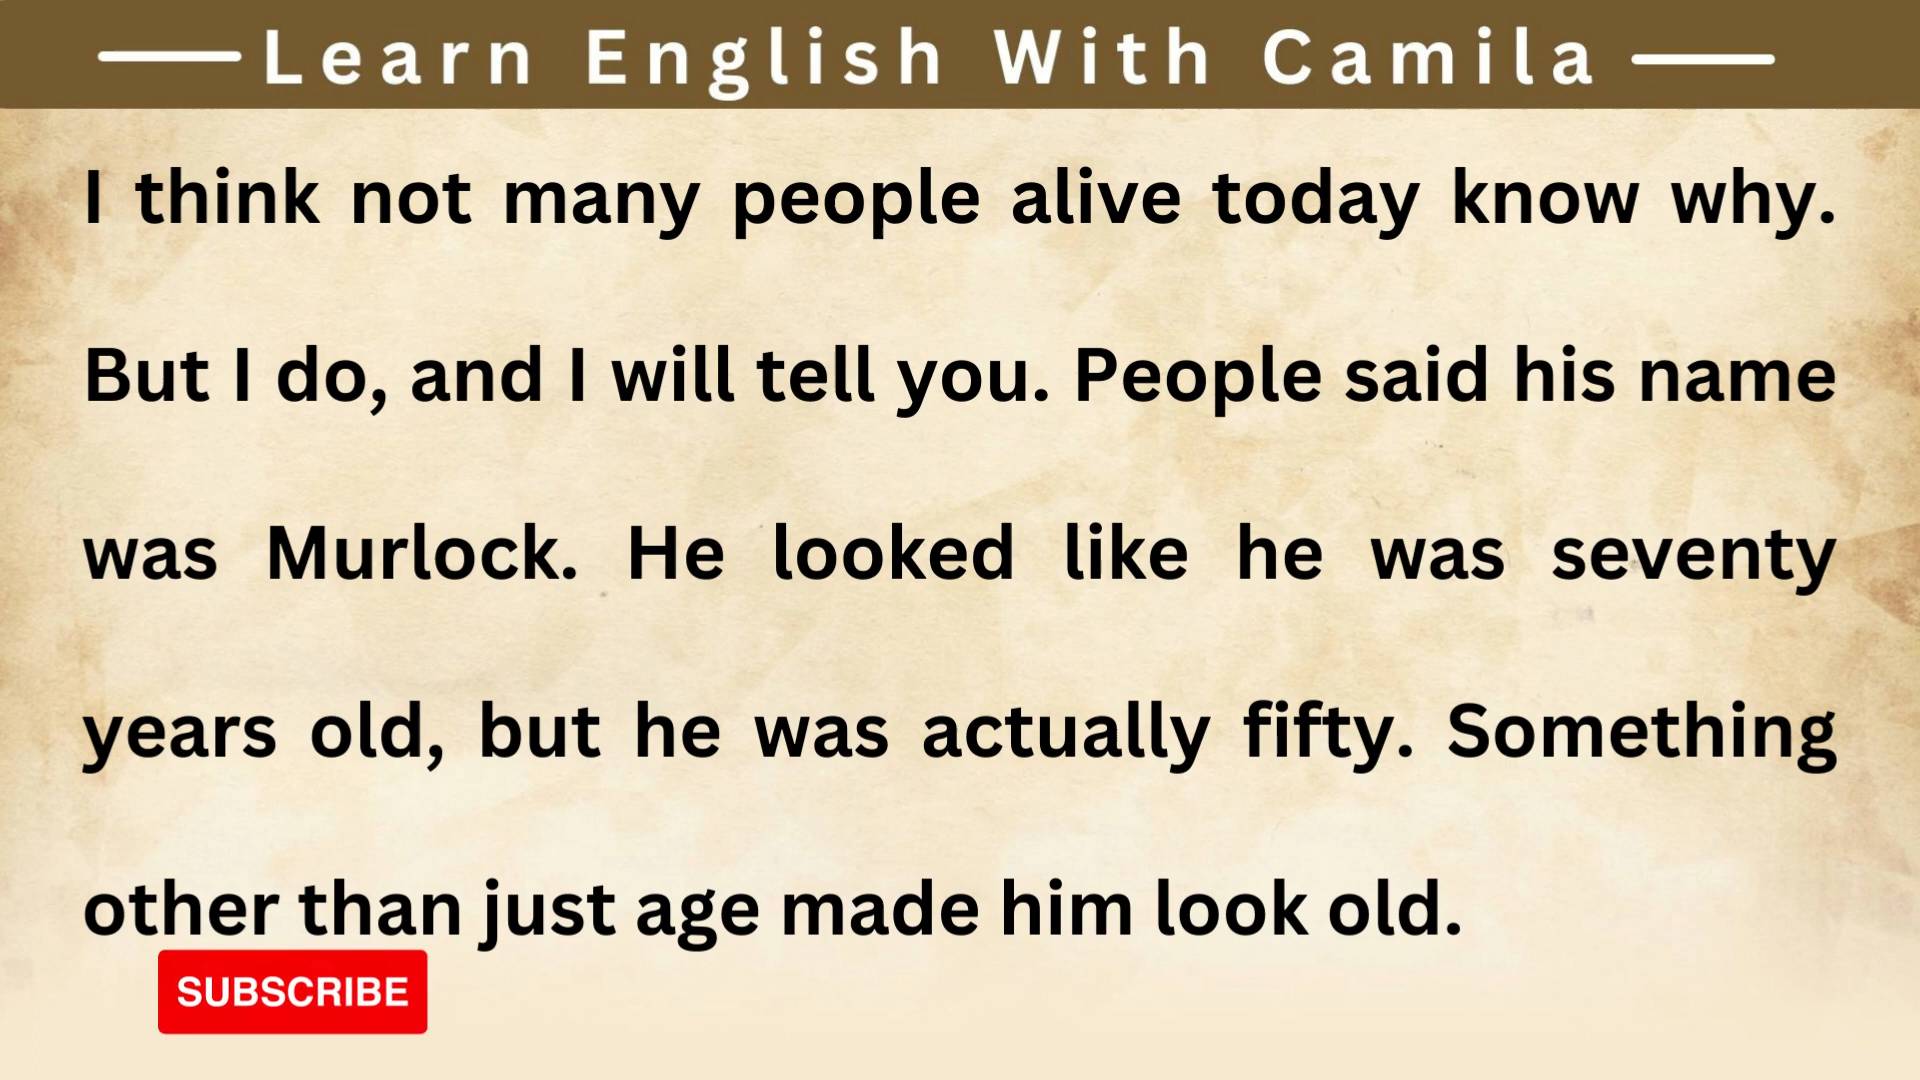 Learn English With Camila
I think not many people alive today know why.
But I do, and I will tell you. People said his name
was Murlock. He looked like he was seventy
years old, but he was actually fifty. Something
other than just age made him look old.
SUBSCRIBE